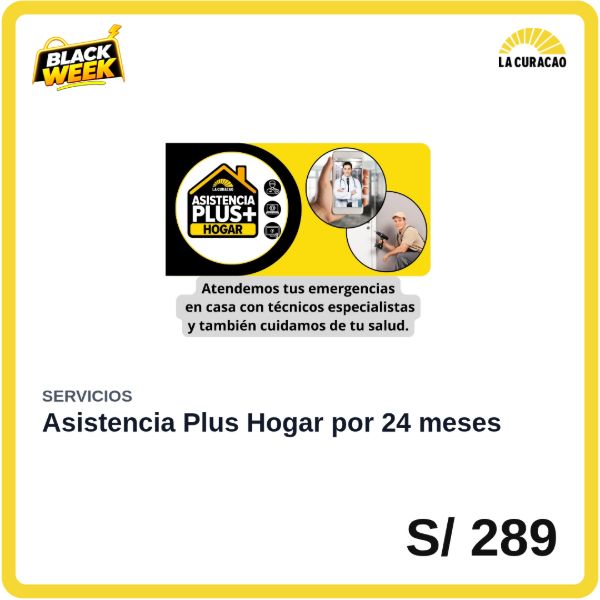 BLACK
WEEK
LA CURACAO
LA CURACAO
ASISTENCIA
PLUS+
HOGAR
Atendemos tus emergencias
en casa con técnicos especialistas
y también cuidamos de tu salud.
SERVICIOS
Asistencia Plus Hogar por 24 meses
S/ 289